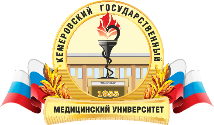 КЕМЕРОВСКИЙ ГОСУДАРСТВЕННЫЙ
1955
МЕДИЦИНСКИЙ УНИВЕРСИТЕТ